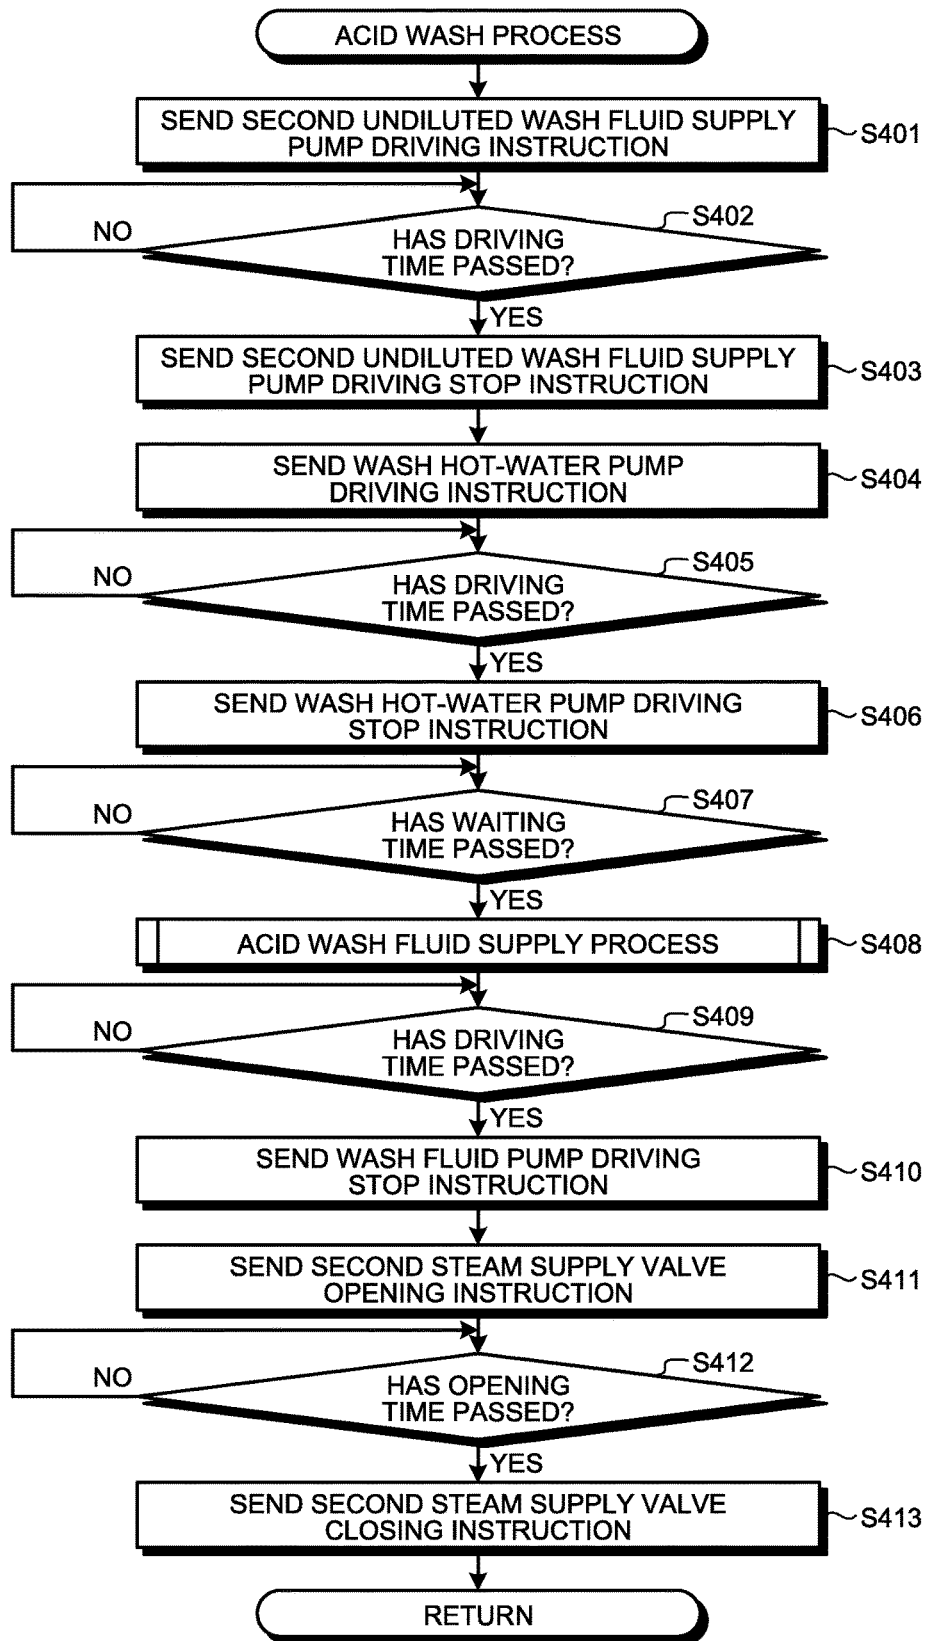 ACID WASH PROCESS
SEND SECOND UNDILUTED WASH FLUID SUPPLY
PUMP DRIVING INSTRUCTION
S401
S402
NO
HAS DRIVING
TIME PASSED?
YES
SEND SECOND UNDILUTED WASH FLUID SUPPLY
PUMP DRIVING STOP INSTRUCTION
S403
SEND WASH HOT-WATER PUMP
DRIVING INSTRUCTION
S404
S405
NO
HAS DRIVING
TIME PASSED?
YES
SEND WASH HOT-WATER PUMP DRIVING
STOP INSTRUCTION
S406
S407
NO
HAS WAITING
TIME PASSED?
YES
ACID WASH FLUID SUPPLY PROCESS
S408
S409
NO
HAS DRIVING
TIME PASSED?
YES
SEND WASH FLUID PUMP DRIVING
STOP INSTRUCTION
S410
SEND SECOND STEAM SUPPLY VALVE
OPENING INSTRUCTION
S411
S412
NO
HAS OPENING
TIME PASSED?
YES
SEND SECOND STEAM SUPPLY VALVE
CLOSING INSTRUCTION
S413
RETURN